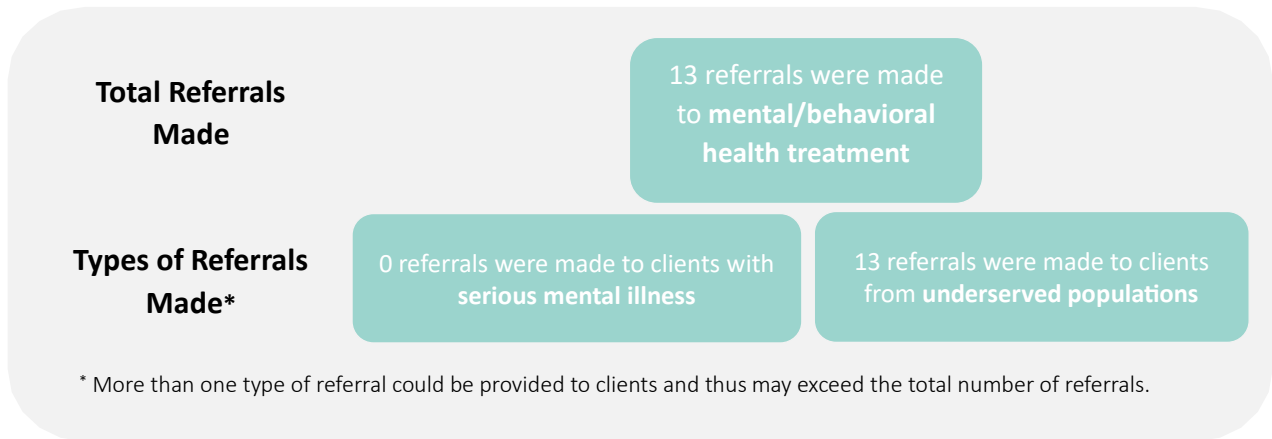 Total Referrals
Made
13 referrals were made
to mental/behavioral
health treatment
Types of Referrals
Made*
0 referrals were made to clients with
serious mental illness
13 referrals were made to clients
from underserved populations
* More than one type of referral could be provided to clients and thus may exceed the total number of referrals.